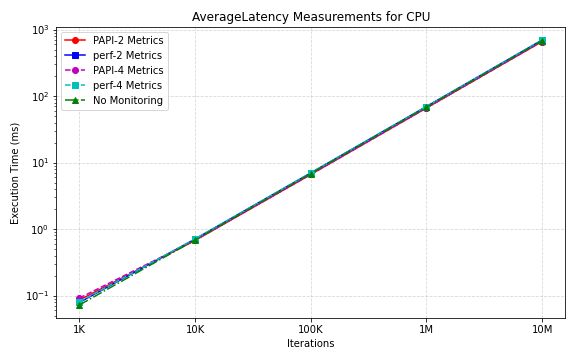 AverageLatency Measurements for CPU
PAPI-2 Metrics
perf-2 Metrics
PAPI-4 Metrics
perf-4 Metrics
No Monitoring
Execution Time (ms)
10³
10²
10¹
10⁰
10⁻¹
1K 10K 100K 1M 10M
Iterations